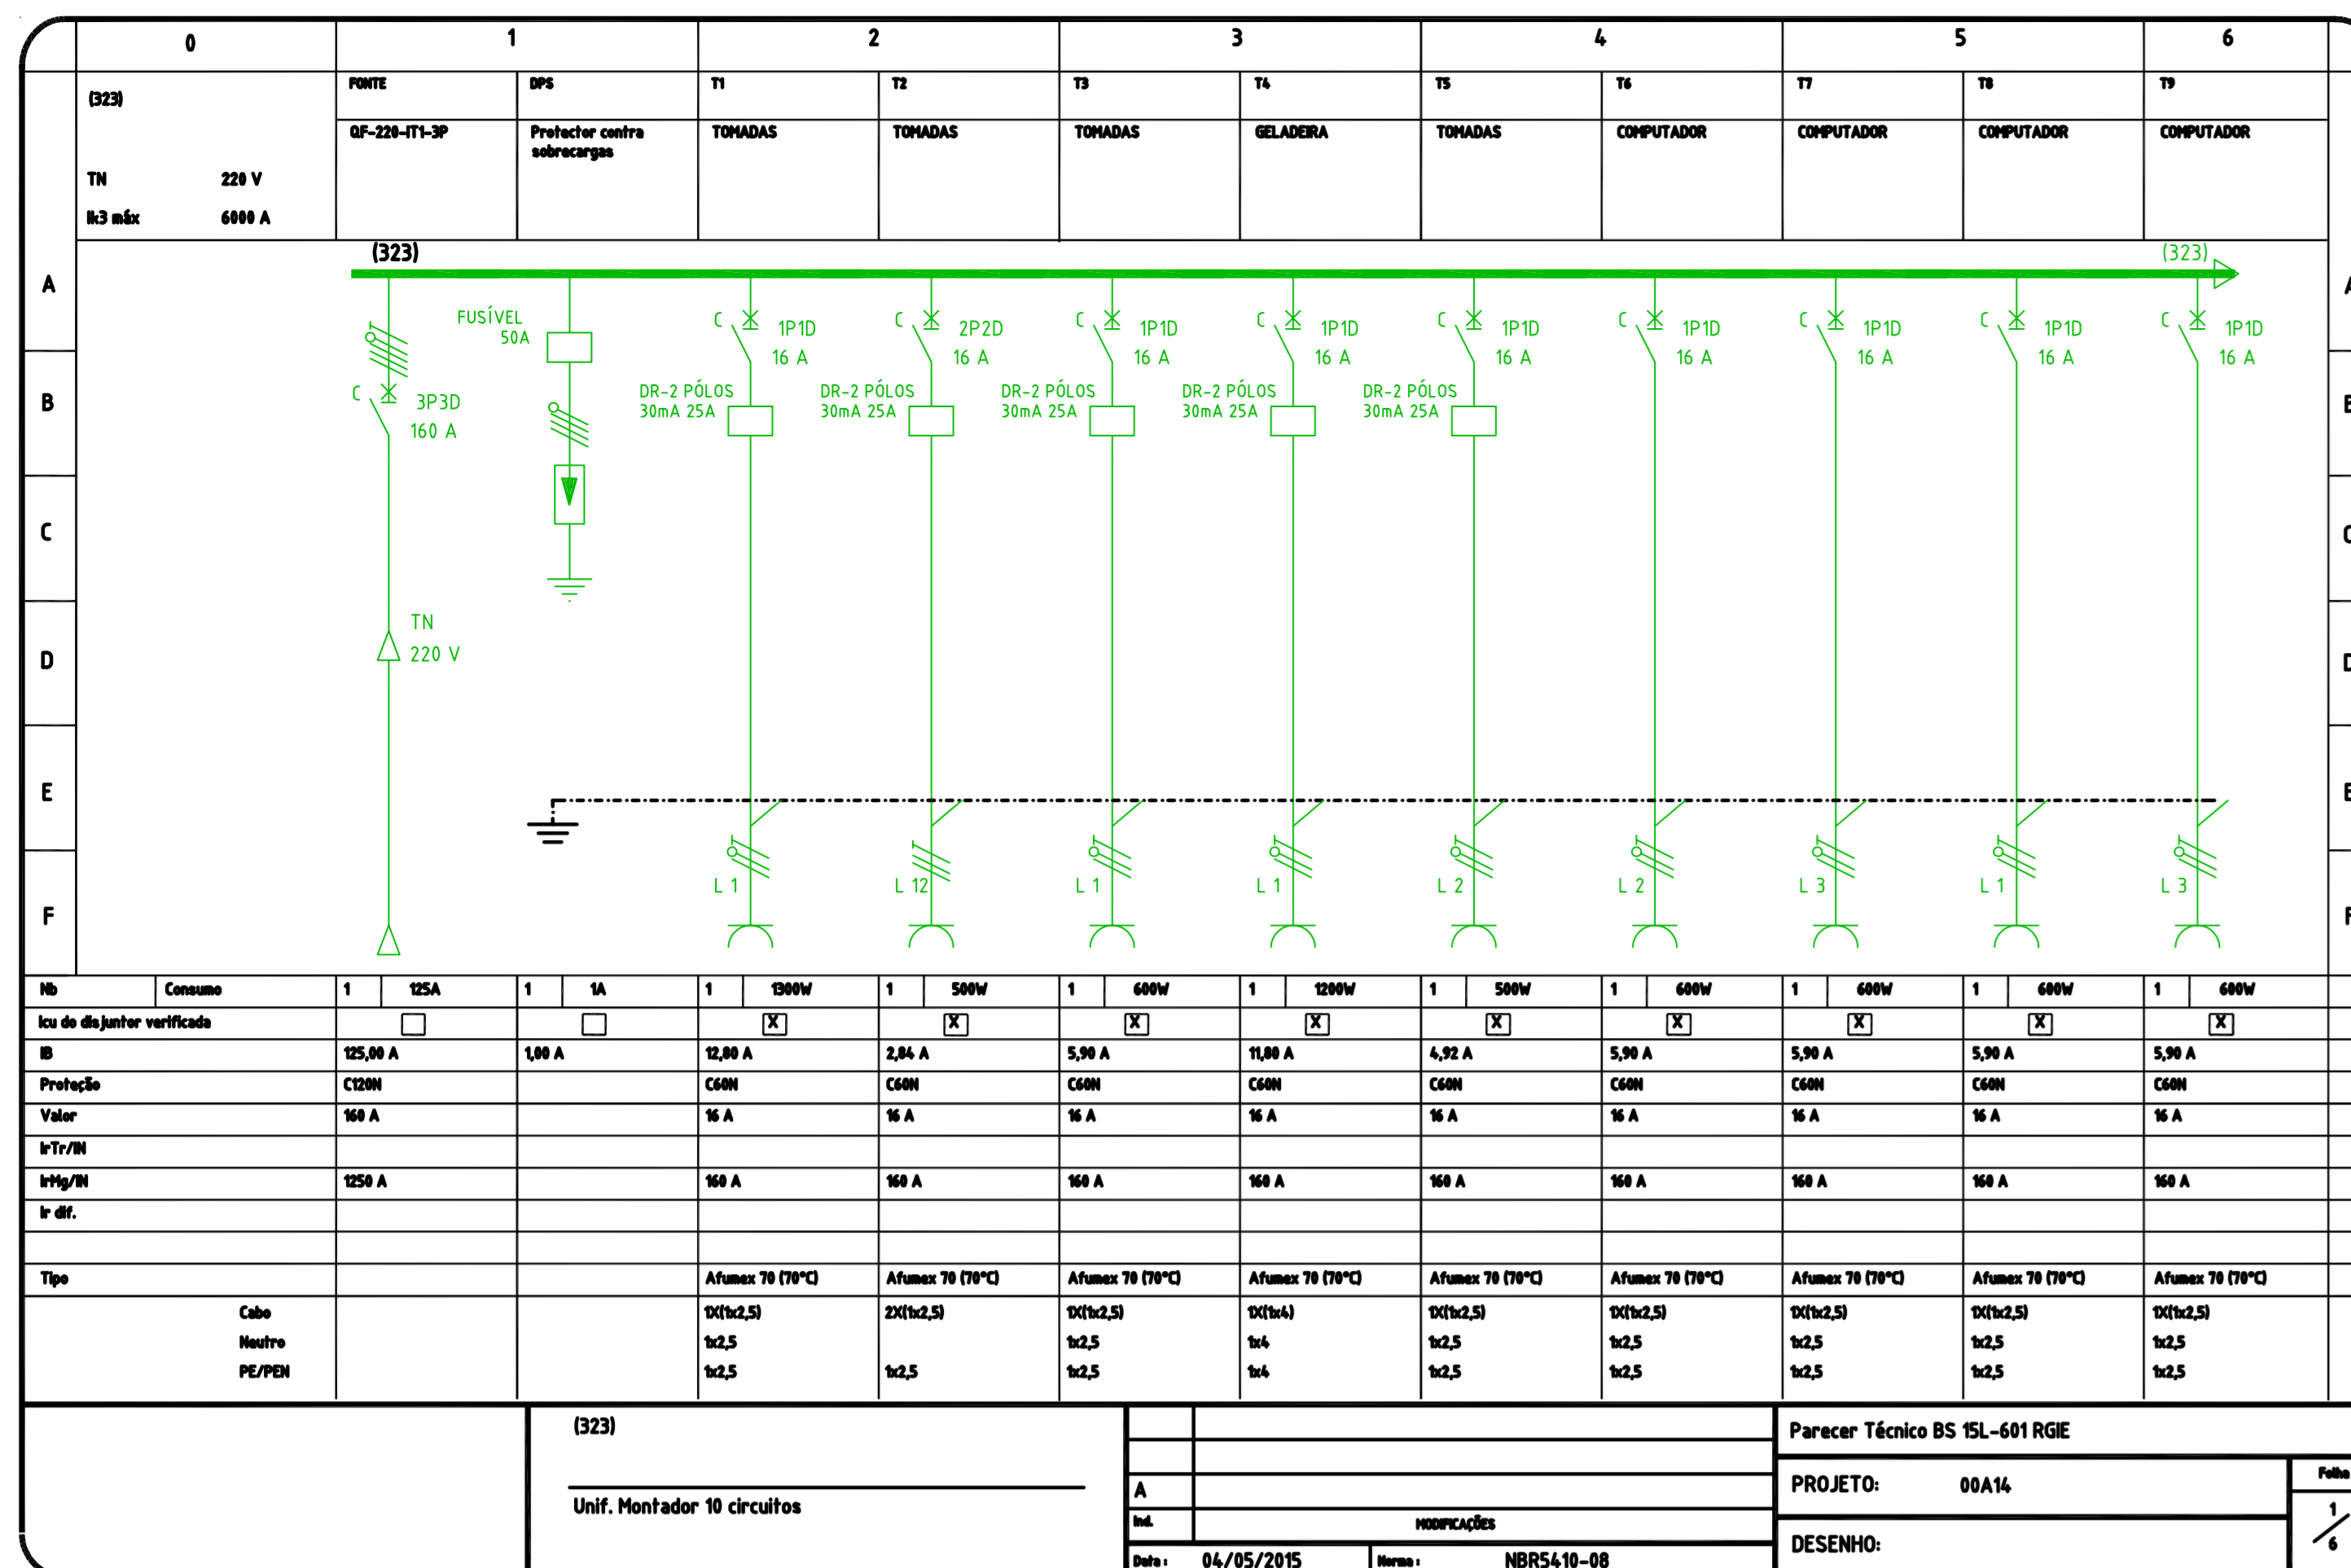 0 1 2 3 4 5 6
(323) FONTE DPS T1 T2 T3 T4 T5 T6 T7 T8 T9
QF-220-IT1-3P Protector contra TOMADAS TOMADAS TOMADAS GELADEIRA TOMADAS COMPUTADOR COMPUTADOR COMPUTADOR COMPUTADOR
sobrecargas
TN 220 V
Ik3 máx 6000 A
(323) (323)
A A
FUSÍVEL C C C C C C C C C
50A 1P1D 2P2D 1P1D 1P1D 1P1D 1P1D 1P1D 1P1D 1P1D
16 A 16 A 16 A 16 A 16 A 16 A 16 A 16 A 16 A
C DR-2 PÓLOS DR-2 PÓLOS DR-2 PÓLOS DR-2 PÓLOS DR-2 PÓLOS
B 3P3D 30mA 25A 30mA 25A 30mA 25A 30mA 25A 30mA 25A B
160 A
C C
TN
D 220 V D
E E
L 1 L 12 L 1 L 1 L 2 L 2 L 3 L 1 L 3
F F
Nb Consumo 1 125A 1 1A 1 1300W 1 500W 1 600W 1 1200W 1 500W 1 600W 1 600W 1 600W 1 600W
Icu do disjuntor verificada X X X X X X X X X
IB 125,00 A 1,00 A 12,80 A 2,84 A 5,90 A 11,80 A 4,92 A 5,90 A 5,90 A 5,90 A 5,90 A
Proteção C120N C60N C60N C60N C60N C60N C60N C60N C60N C60N
Valor 160 A 16 A 16 A 16 A 16 A 16 A 16 A 16 A 16 A 16 A
IrTr/IN
IrMg/IN 1250 A 160 A 160 A 160 A 160 A 160 A 160 A 160 A 160 A 160 A
Ir dif.
Tipo Afumex 70 (70°C) Afumex 70 (70°C) Afumex 70 (70°C) Afumex 70 (70°C) Afumex 70 (70°C) Afumex 70 (70°C) Afumex 70 (70°C) Afumex 70 (70°C) Afumex 70 (70°C)
Cabo 1X(1x2,5) 2X(1x2,5) 1X(1x2,5) 1X(1x4) 1X(1x2,5) 1X(1x2,5) 1X(1x2,5) 1X(1x2,5) 1X(1x2,5)
Neutro 1x2,5 1x2,5 1x4 1x2,5 1x2,5 1x2,5 1x2,5 1x2,5
PE/PEN 1x2,5 1x2,5 1x2,5 1x4 1x2,5 1x2,5 1x2,5 1x2,5 1x2,5
(323)
Unif. Montador 10 circuitos
A
Ind. MODIFICAÇÕES
Data : 04/05/2015 Norma : NBR5410-08
Parecer Técnico BS 15L-601 RGIE
PROJETO: 00A14
DESENHO:
Folha
1/6